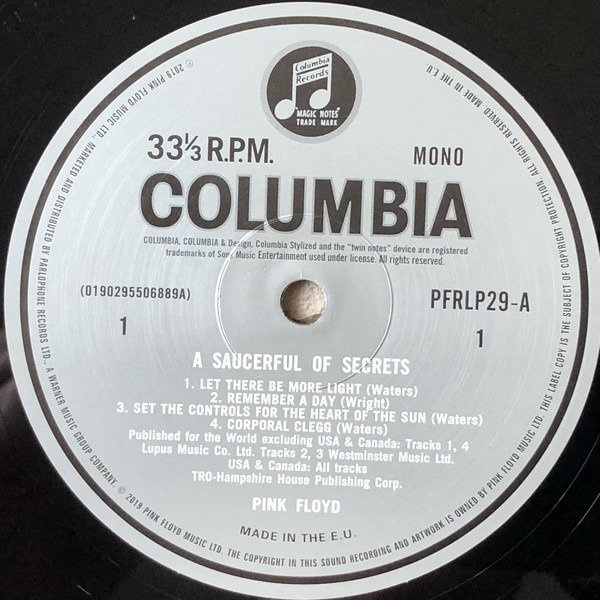 Columbia
Records
"MAGIC NOTES"
TRADE MARK
33⅓ R.P.M.
MONO
COLUMBIA
COLUMBIA, COLUMBIA & Design, Columbia Stylized and the "twin notes" device are registered
trademarks of Sony Music Entertainment used under license. All rights reserved.
(0190295506889A)
PFRLP29-A
1
1
A SAUCERFUL OF SECRETS
1. LET THERE BE MORE LIGHT (Waters)
2. REMEMBER A DAY (Wright)
3. SET THE CONTROLS FOR THE HEART OF THE SUN (Waters)
4. CORPORAL CLEGG (Waters)
Published for the World excluding USA & Canada: Tracks 1, 4
Lupus Music Co. Ltd. Tracks 2, 3 Westminster Music Ltd.
USA & Canada: All tracks
TRO-Hampshire House Publishing Corp.
PINK FLOYD
MADE IN THE E.U.
℗ 2019 PINK FLOYD MUSIC LTD., MARKETED AND DISTRIBUTED BY PARLOPHONE RECORDS LTD., A WARNER MUSIC GROUP COMPANY. © 2019 PINK FLOYD MUSIC LTD. THE COPYRIGHT IN THIS SOUND RECORDING AND ARTWORK IS OWNED BY PINK FLOYD MUSIC LTD. THIS LABEL COPY IS THE SUBJECT OF COPYRIGHT PROTECTION. ALL RIGHTS RESERVED. MADE IN THE E.U.